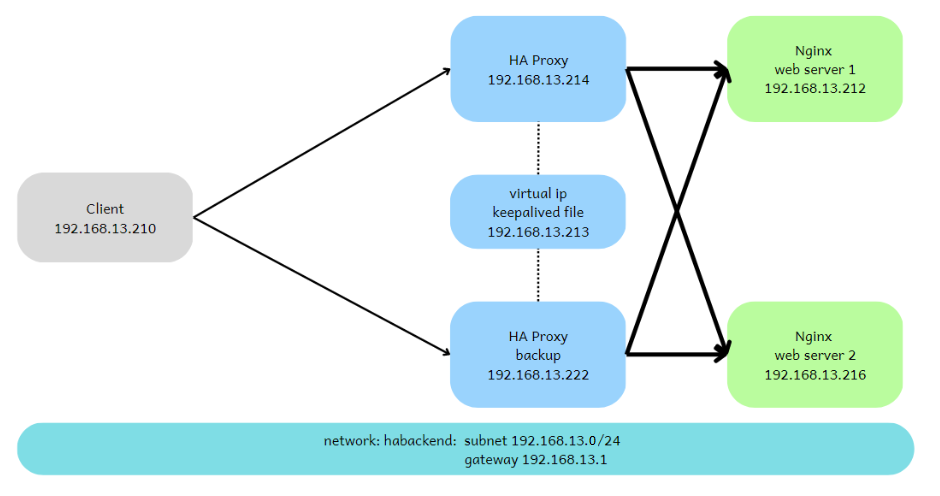 HA Proxy
192.168.13.214
Nginx
web server 1
192.168.13.212
Client
192.168.13.210
virtual ip
keepalived file
192.168.13.213
HA Proxy
backup
192.168.13.222
Nginx
web server 2
192.168.13.216
network: habackend: subnet 192.168.13.0/24
gateway 192.168.13.1